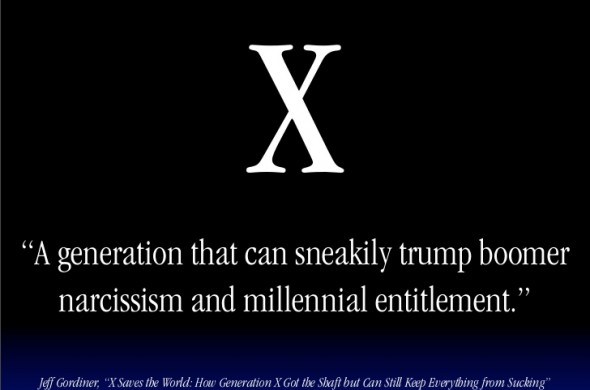 X
“A generation that can sneakily trump boomer
narcissism and millennial entitlement.”
Jeff Gordiner, “X Saves the World: How Generation X Got the Shaft but Can Still Keep Everything from Sucking”